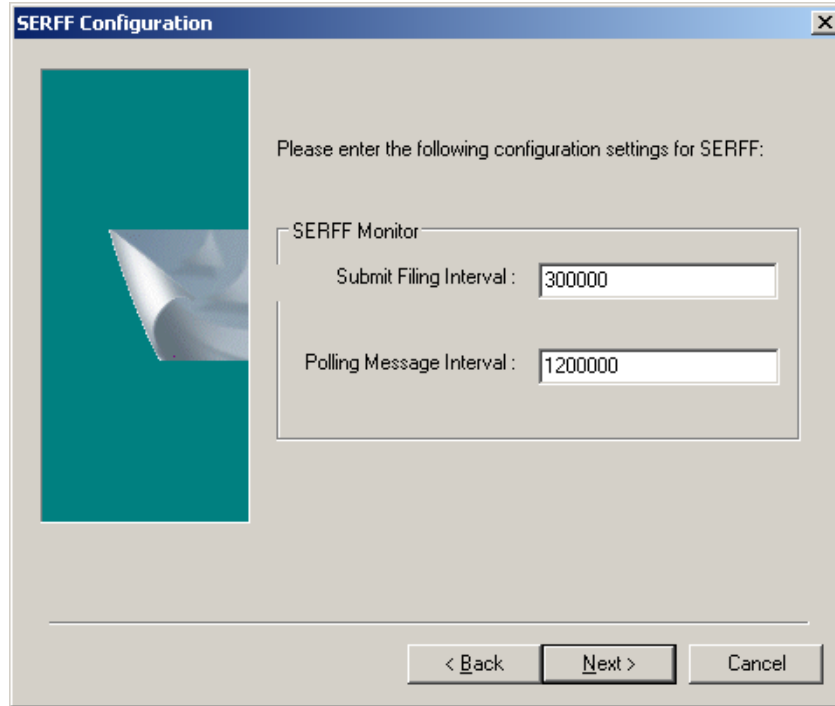 SERFF Configuration
Please enter the following configuration settings for SERFF:
SERFF Monitor
Submit Filing Interval : 300000
Polling Message Interval : 1200000
< Back Next > Cancel